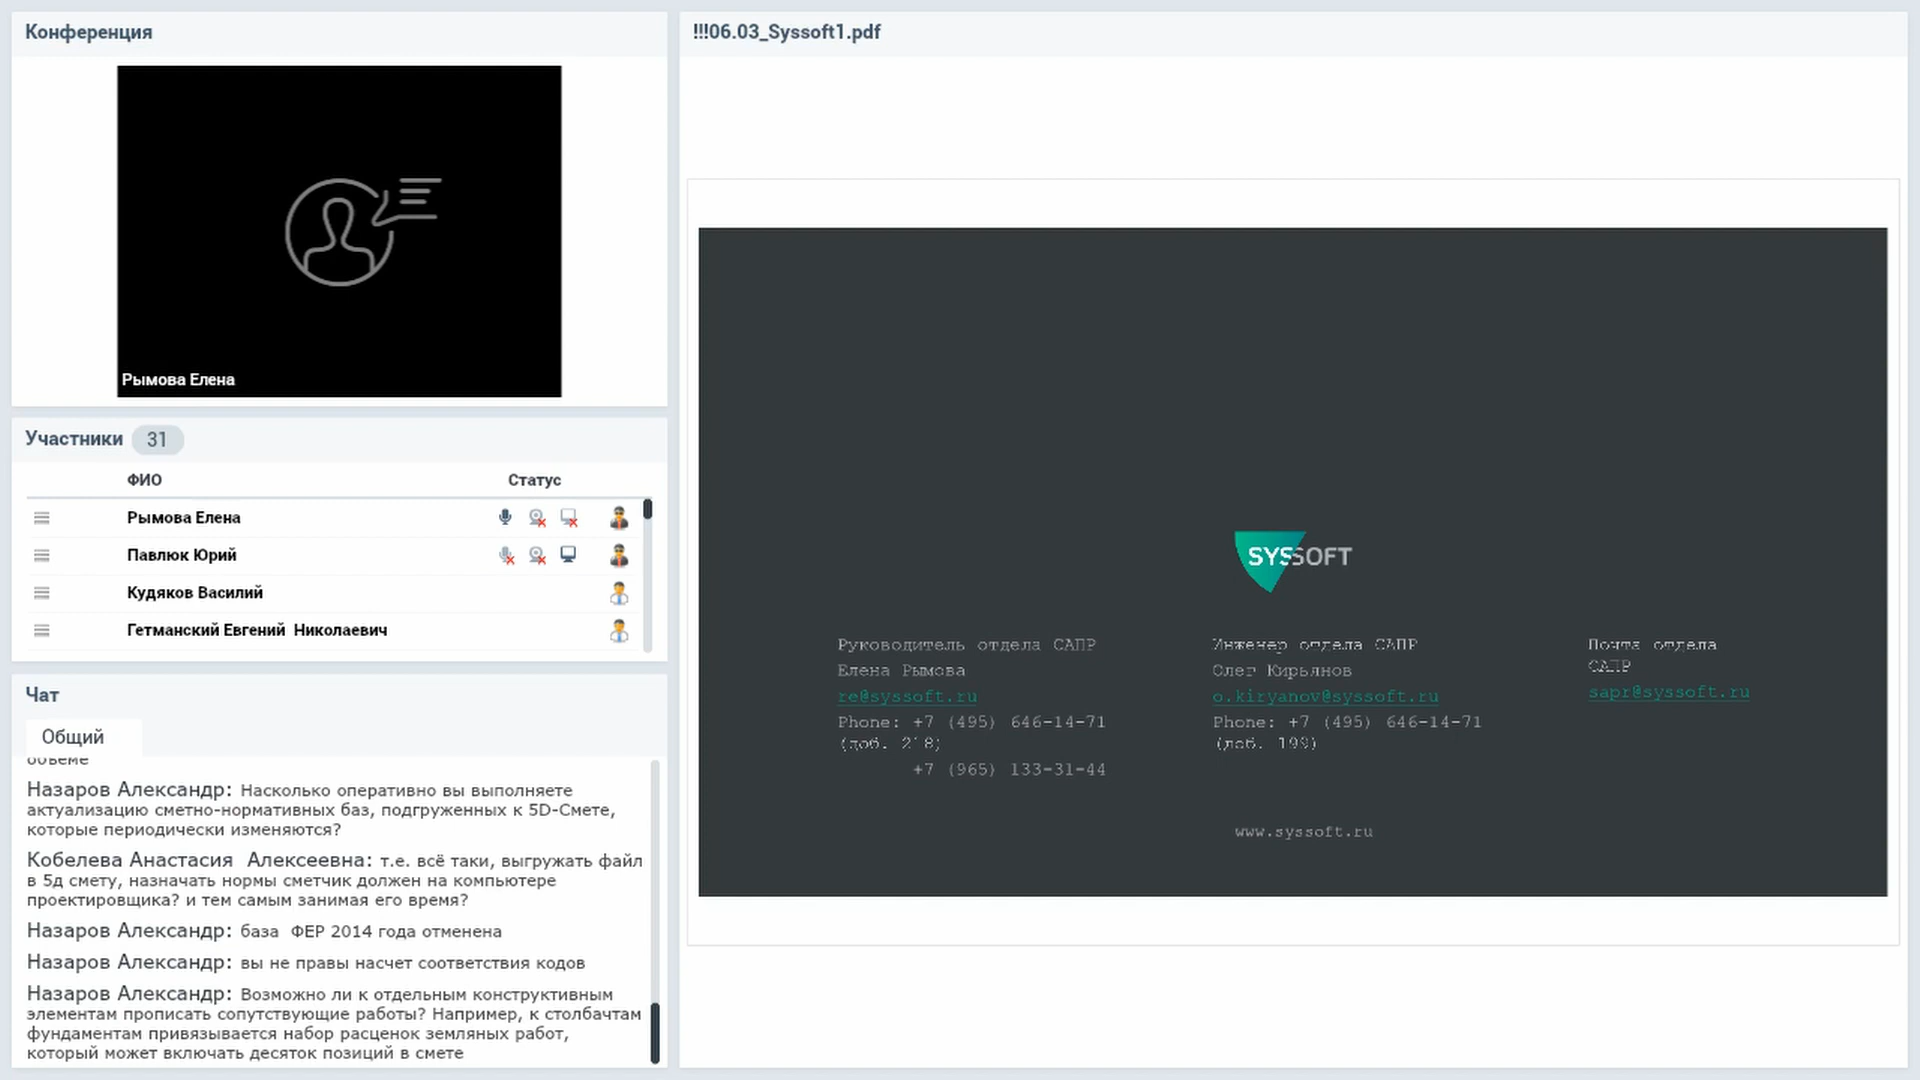 Конференция
Рымова Елена
Участники 31
ФИО Статус
Рымова Елена
Павлюк Юрий
Кудяков Василий
Гетманский Евгений Николаевич
Чат
Общий
объеме
Назаров Александр: Насколько оперативно вы выполняете
актуализацию сметно-нормативных баз, подгруженных к 5D-Смете,
которые периодически изменяются?
Кобелева Анастасия Алексеевна: т.е. всё таки, выгружать файл
в 5д смету, назначать нормы сметчик должен на компьютере
проектировщика? и тем самым занимая его время?
Назаров Александр: база ФЕР 2014 года отменена
Назаров Александр: вы не правы насчет соответствия кодов
Назаров Александр: Возможно ли к отдельным конструктивным
элементам прописать сопутствующие работы? Например, к столбчтам
фундаментам привязывается набор расценок земляных работ,
который может включать десяток позиций в смете
!!!06.03_Syssoft1.pdf
SYSSOFT
Руководитель отдела САПР
Елена Рымова
re@syssoft.ru
Phone: +7 (495) 646-14-71
(доб. 218)
+7 (965) 133-31-44
Инженер отдела САПР
Олег Кирьянов
o.kiryanov@syssoft.ru
Phone: +7 (495) 646-14-71
(доб. 199)
Почта отдела
САПР
sapr@syssoft.ru
www.syssoft.ru